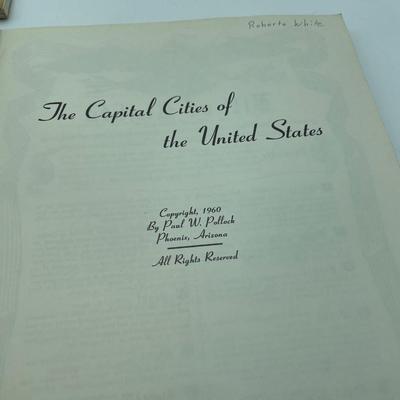 Roberta White
The Capital Cities of
the United States
Copyright, 1960
By Paul W. Pollock
Phoenix, Arizona
All Rights Reserved